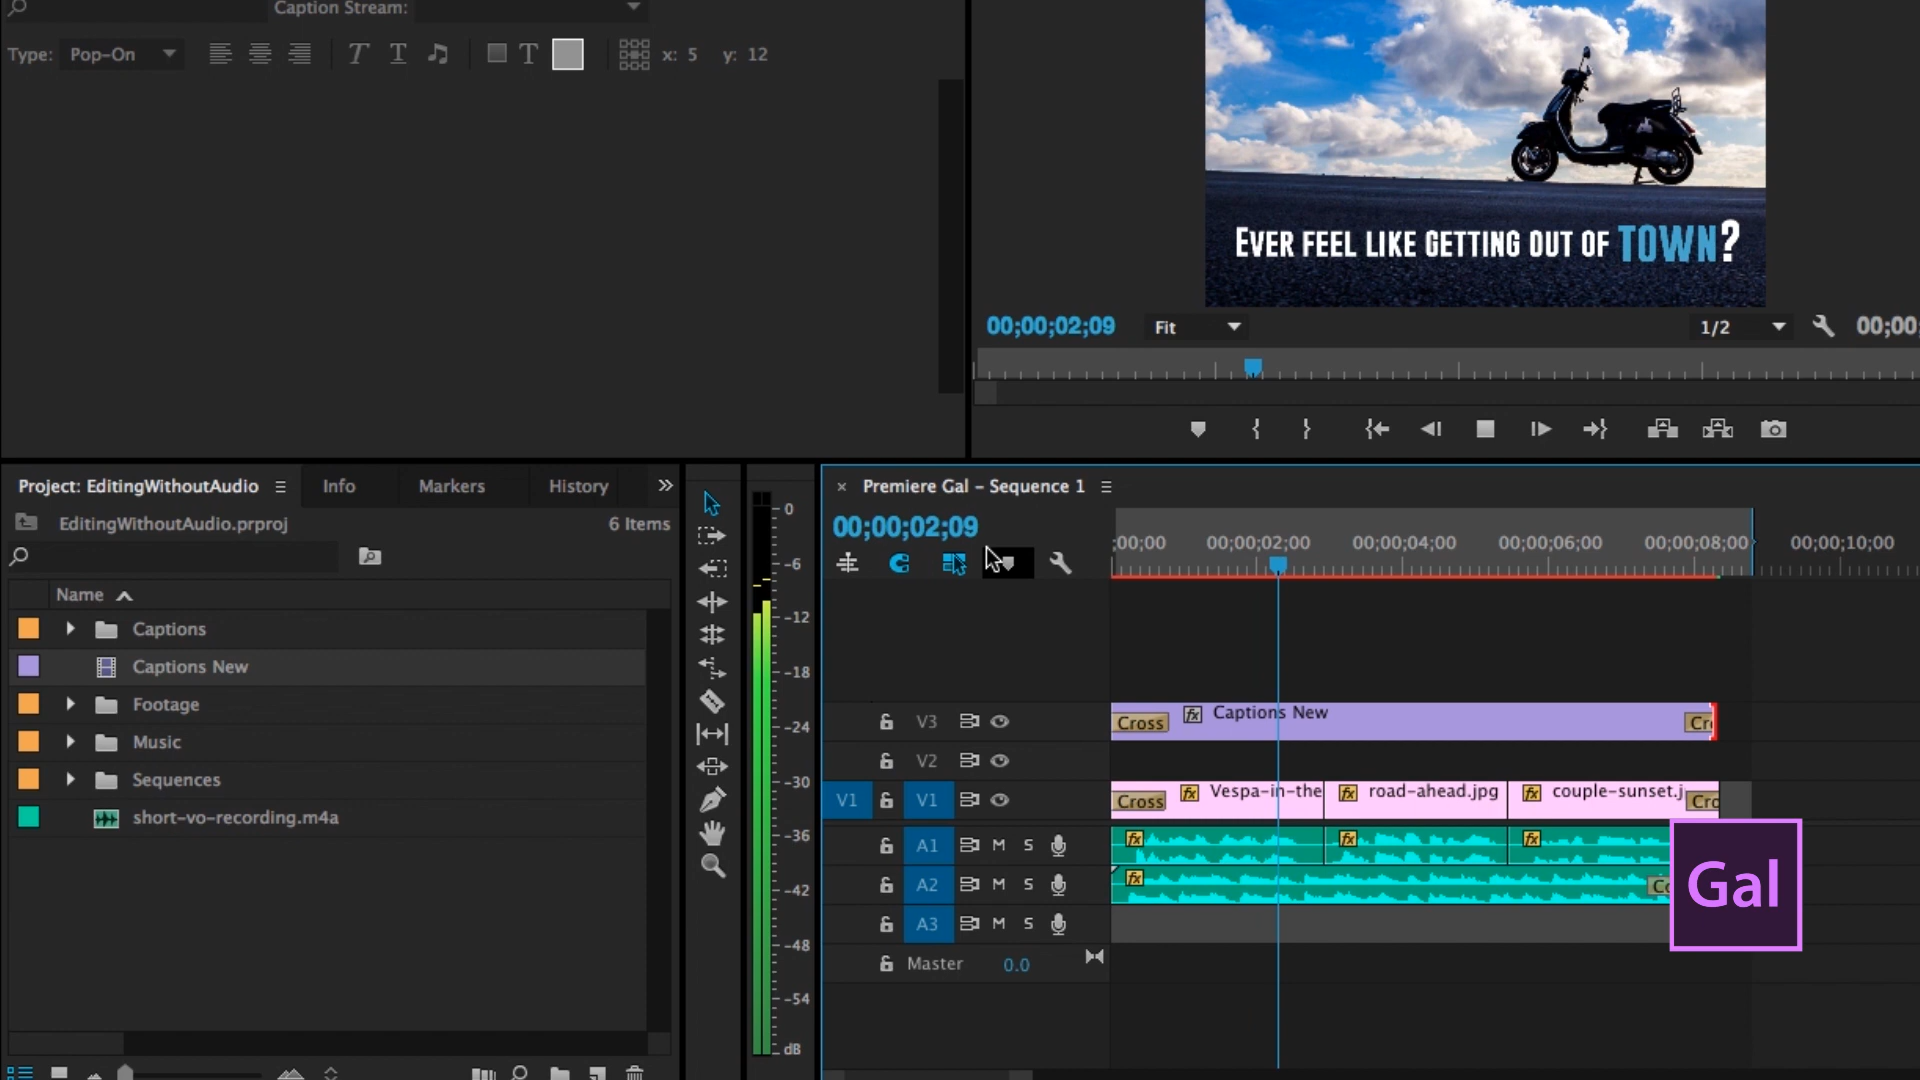 Caption Stream:
Type: Pop-On
x: 5 y: 12
EVER FEEL LIKE GETTING OUT OF TOWN?
00;00;02;09 Fit 1/2 00;00;
Project: EditingWithoutAudio Info Markers History
EditingWithoutAudio.prproj 6 Items
Name
Captions
Captions New
Footage
Music
Sequences
short-vo-recording.m4a
0
-6
-12
-18
-24
-30
-36
-42
-48
-54
dB
× Premiere Gal – Sequence 1
00;00;02;09
;00;00 00;00;02;00 00;00;04;00 00;00;06;00 00;00;08;00 00;00;10;00
V3 Cross fx Captions New Cr
V2
V1 V1 Cross fx Vespa-in-the fx road-ahead.jpg fx couple-sunset.j Cro
A1 M S fx fx fx
A2 M S fx Co
A3 M S
Master 0.0
Gal